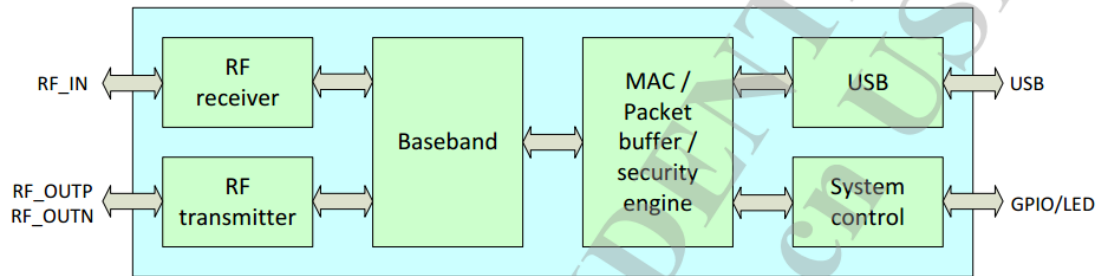 RF_IN
RF
receiver
RF_OUTP
RF_OUTN
RF
transmitter
Baseband
MAC /
Packet
buffer /
security
engine
USB
USB
System
control
GPIO/LED